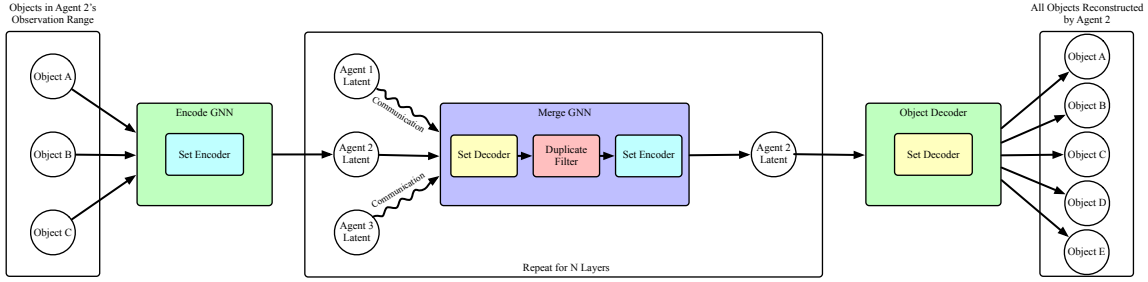 Objects in Agent 2's
Observation Range
Object A
Object B
Object C
Encode GNN
Set Encoder
Agent 1
Latent
Communication
Agent 2
Latent
Communication
Agent 3
Latent
Merge GNN
Set Decoder
Duplicate
Filter
Set Encoder
Agent 2
Latent
Repeat for N Layers
Object Decoder
Set Decoder
All Objects Reconstructed
by Agent 2
Object A
Object B
Object C
Object D
Object E